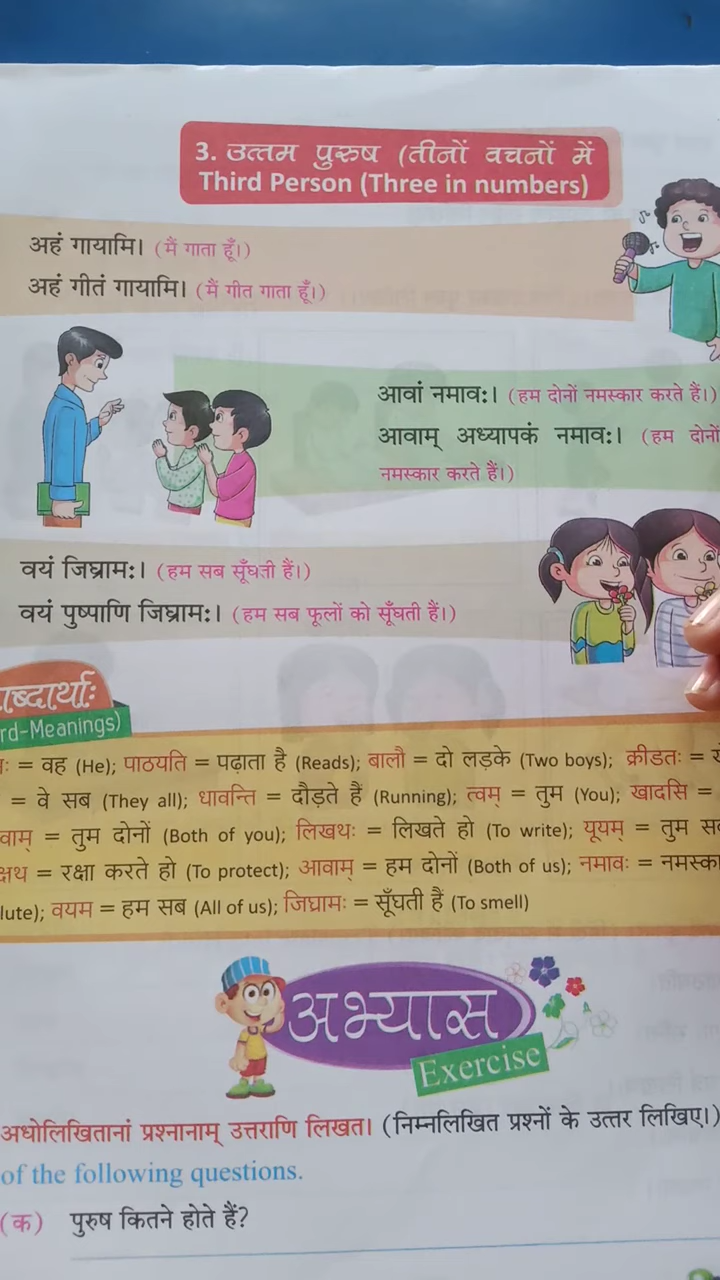 3. उत्तम पुरुष (तीनों वचनों में
Third Person (Three in numbers)
अहं गायामि। (मैं गाता हूँ।)
अहं गीतं गायामि। (मैं गीत गाता हूँ।)
आवां नमावः। (हम दोनों नमस्कार करते हैं।)
आवाम् अध्यापकं नमावः। (हम दोनों
नमस्कार करते हैं।)
वयं जिघ्रामः। (हम सब सूँघती हैं।)
वयं पुष्पाणि जिघ्रामः। (हम सब फूलों को सूँघती हैं।)
ब्दार्थाः
rd-Meanings)
= वह (He); पाठयति = पढ़ाता है (Reads); बालौ = दो लड़के (Two boys); क्रीडतः =
= वे सब (They all); धावन्ति = दौड़ते हैं (Running); त्वम् = तुम (You); खादसि =
वाम् = तुम दोनों (Both of you); लिखथः = लिखते हो (To write); यूयम् = तुम
क्षथ = रक्षा करते हो (To protect); आवाम् = हम दोनों (Both of us); नमावः = नमस्का
lute); वयम = हम सब (All of us); जिघ्रामः = सूँघती हैं (To smell)
अभ्यास
Exercise
अधोलिखितानां प्रश्नानाम् उत्तराणि लिखत। (निम्नलिखित प्रश्नों के उत्तर लिखिए।)
of the following questions.
(क) पुरुष कितने होते हैं?